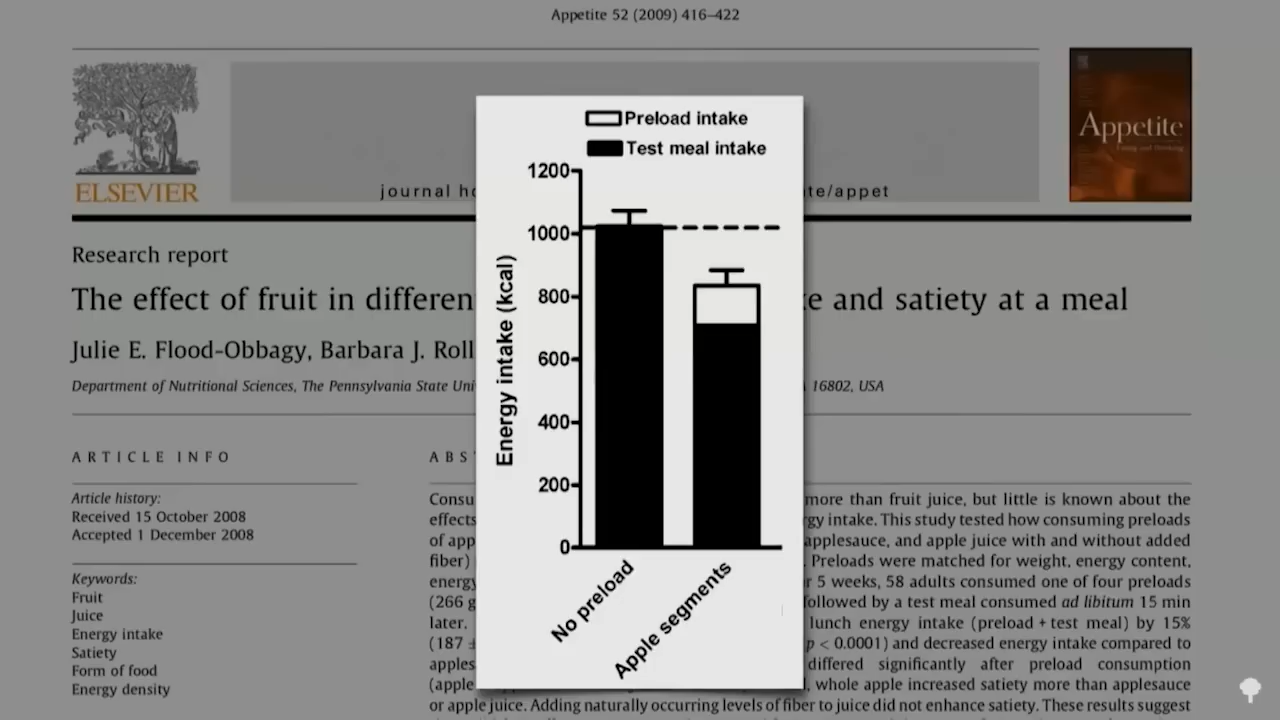 Appetite 52 (2009) 416–422
ELSEVIER
journal ho
te/appet
Appetite
Research report
The effect of fruit in differen
e and satiety at a meal
Julie E. Flood-Obbagy, Barbara J. Roll
Department of Nutritional Sciences, The Pennsylvania State Uni
16802, USA
ARTICLE INFO
Article history:
Received 15 October 2008
Accepted 1 December 2008
Keywords:
Fruit
Juice
Energy intake
Satiety
Form of food
Energy density
ABS
Consu
more than fruit juice, but little is known about the
effects
rgy intake. This study tested how consuming preloads
of app
applesauce, and apple juice with and without added
fiber)
. Preloads were matched for weight, energy content,
energy
r 5 weeks, 58 adults consumed one of four preloads
(266 g
followed by a test meal consumed ad libitum 15 min
later.
lunch energy intake (preload + test meal) by 15%
(187 ±
p < 0.0001) and decreased energy intake compared to
apples
differed significantly after preload consumption
(apple
, whole apple increased satiety more than applesauce
or apple juice. Adding naturally occurring levels of fiber to juice did not enhance satiety. These results suggest
Preload intake
Test meal intake
Energy intake (kcal)
1200
1000
800
600
400
200
0
No preload
Apple segments